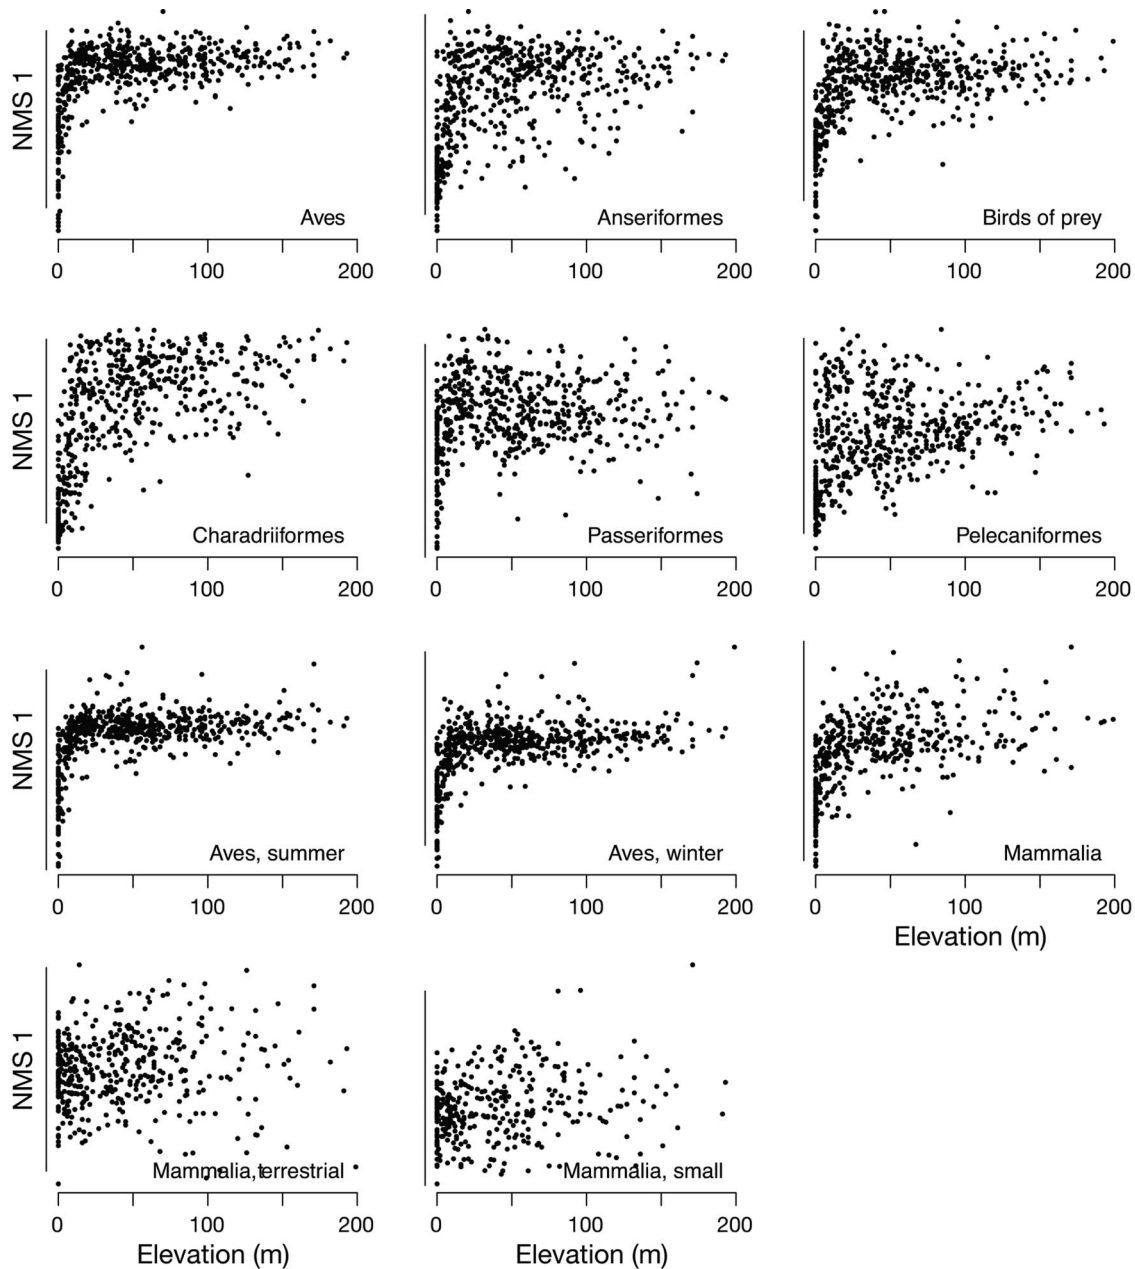 NMS 1
Aves
Anseriformes
Birds of prey
0 100 200
0 100 200
0 100 200
NMS 1
Charadriiformes
Passeriformes
Pelecaniformes
0 100 200
0 100 200
0 100 200
NMS 1
Aves, summer
Aves, winter
Mammalia
0 100 200
0 100 200
0 100 200
Elevation (m)
NMS 1
Mammalia, terrestrial
Mammalia, small
0 100 200
0 100 200
Elevation (m)
Elevation (m)